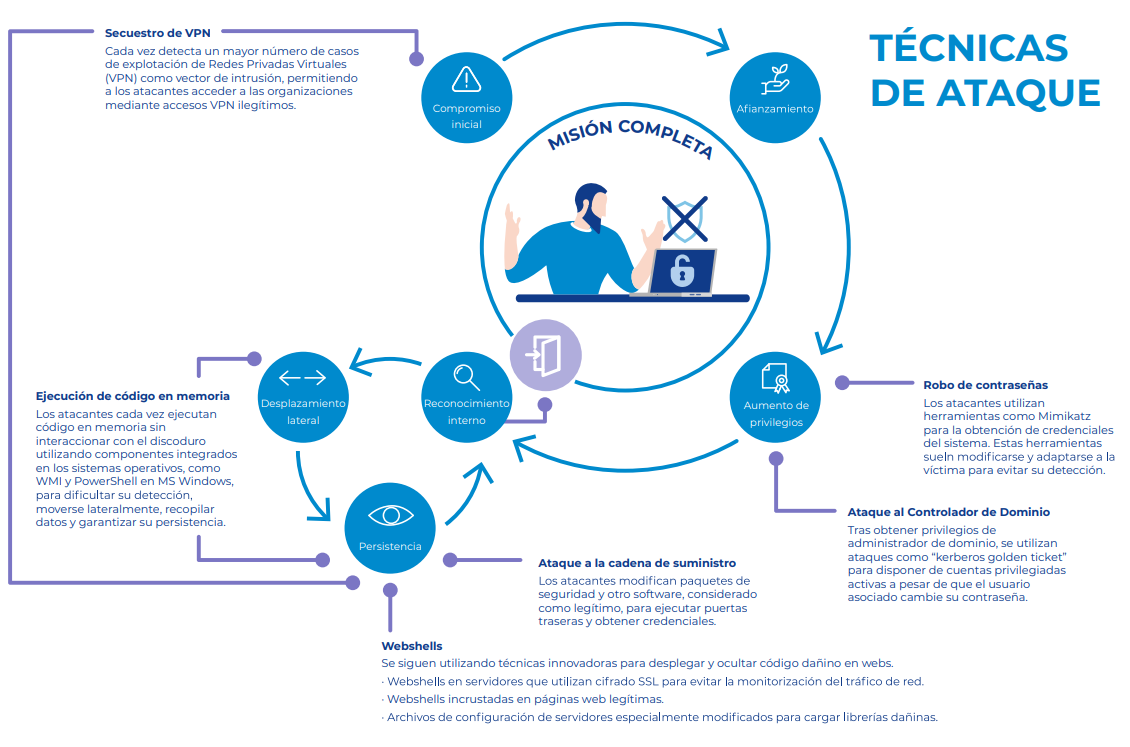 TÉCNICAS
DE ATAQUE
Secuestro de VPN
Cada vez detecta un mayor número de casos
de explotación de Redes Privadas Virtuales
(VPN) como vector de intrusión, permitiendo
a los atacantes acceder a las organizaciones
mediante accesos VPN ilegítimos.
Compromiso
inicial
Afianzamiento
MISIÓN COMPLETA
Desplazamiento
lateral
Reconocimiento
interno
Aumento de
privilegios
Persistencia
Ejecución de código en memoria
Los atacantes cada vez ejecutan
código en memoria sin
interaccionar con el discoduro
utilizando componentes integrados
en los sistemas operativos, como
WMI y PowerShell en MS Windows,
para dificultar su detección,
moverse lateralmente, recopilar
datos y garantizar su persistencia.
Robo de contraseñas
Los atacantes utilizan
herramientas como Mimikatz
para la obtención de credenciales
del sistema. Estas herramientas
sueln modificarse y adaptarse a la
víctima para evitar su detección.
Ataque al Controlador de Dominio
Tras obtener privilegios de
administrador de dominio, se utilizan
ataques como “kerberos golden ticket”
para disponer de cuentas privilegiadas
activas a pesar de que el usuario
asociado cambie su contraseña.
Ataque a la cadena de suministro
Los atacantes modifican paquetes de
seguridad y otro software, considerado
como legítimo, para ejecutar puertas
traseras y obtener credenciales.
Webshells
Se siguen utilizando técnicas innovadoras para desplegar y ocultar código dañino en webs.
· Webshells en servidores que utilizan cifrado SSL para evitar la monitorización del tráfico de red.
· Webshells incrustadas en páginas web legítimas.
· Archivos de configuración de servidores especialmente modificados para cargar librerías dañinas.